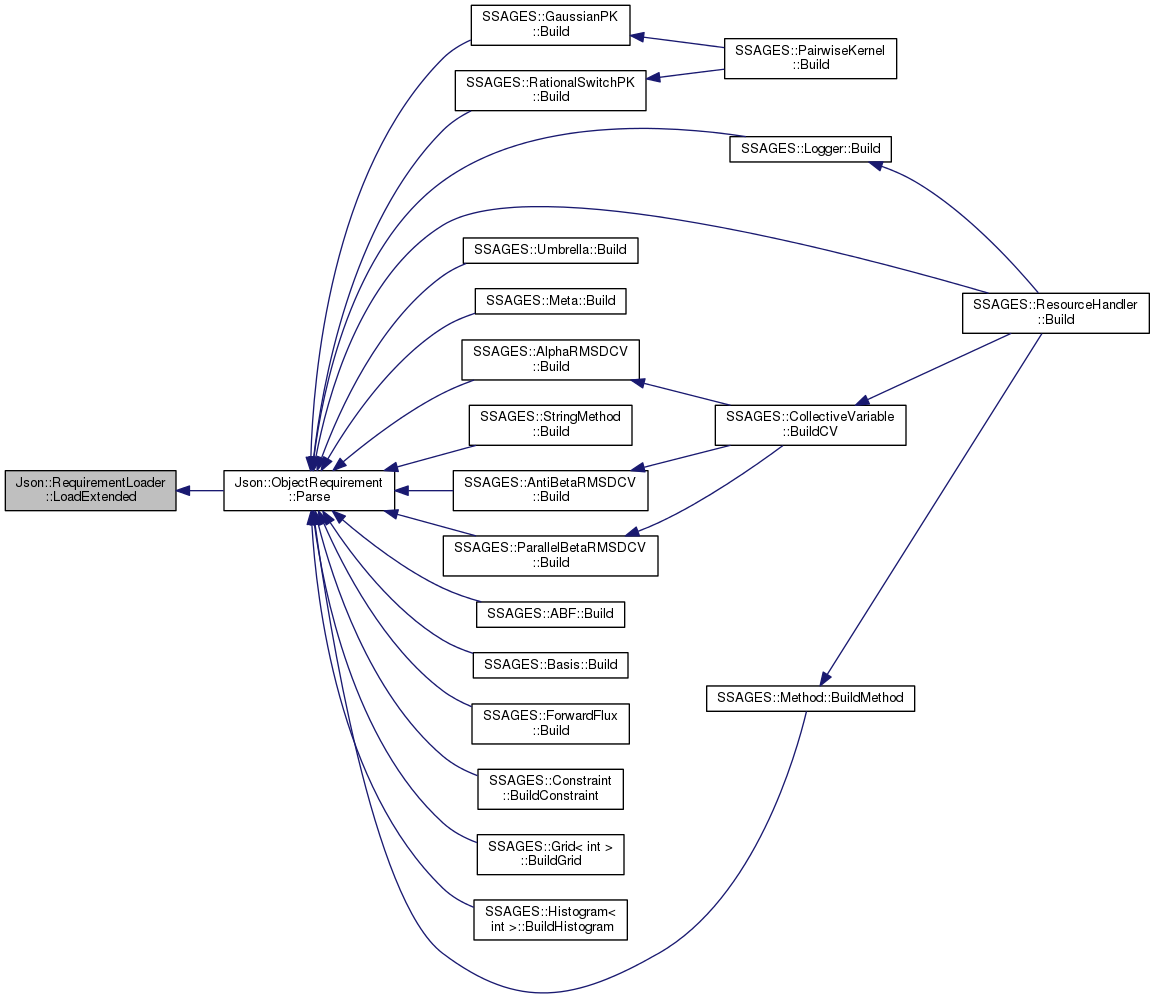 SSAGES::GaussianPK
::Build
SSAGES::PairwiseKernel
::Build
SSAGES::RationalSwitchPK
::Build
SSAGES::Logger::Build
SSAGES::Umbrella::Build
SSAGES::Meta::Build
SSAGES::ResourceHandler
::Build
SSAGES::AlphaRMSDCV
::Build
SSAGES::StringMethod
::Build
SSAGES::CollectiveVariable
::BuildCV
Json::RequirementLoader
::LoadExtended
Json::ObjectRequirement
::Parse
SSAGES::AntiBetaRMSDCV
::Build
SSAGES::ParallelBetaRMSDCV
::Build
SSAGES::ABF::Build
SSAGES::Basis::Build
SSAGES::Method::BuildMethod
SSAGES::ForwardFlux
::Build
SSAGES::Constraint
::BuildConstraint
SSAGES::Grid< int >
::BuildGrid
SSAGES::Histogram<
int >::BuildHistogram